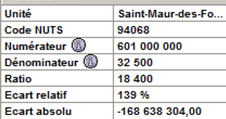 Unité Saint-Maur-des-Fo...
Code NUTS 94068
Numérateur 601 000 000
Dénominateur 32 500
Ratio 18 400
Ecart relatif 139 %
Ecart absolu -168 638 304,00